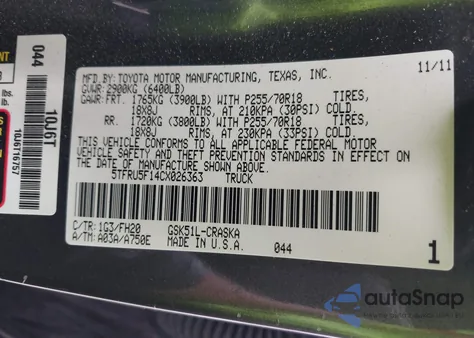 MFD.BY: TOYOTA MOTOR MANUFACTURING, TEXAS, INC. 11/11
GVWR: 2900KG (6400LB)
GAWR: FRT. 1765KG (3900LB) WITH P255/70R18 TIRES,
18X8J RIMS, AT 210KPA (30PSI) COLD.
RR. 1720KG (3800LB) WITH P255/70R18 TIRES,
18X8J RIMS, AT 230KPA (33PSI) COLD.
THIS VEHICLE CONFORMS TO ALL APPLICABLE FEDERAL MOTOR
VEHICLE SAFETY AND THEFT PREVENTION STANDARDS IN EFFECT ON
THE DATE OF MANUFACTURE SHOWN ABOVE.
5TFRU5F14CX026363 TRUCK
C/TR: 1G3/FH20 GSK51L-CRASKA
A/TM: A03A/A750E MADE IN U.S.A. 044
1
044
10J6T
10J6T16757
lbs.
lbs.
autoSnap